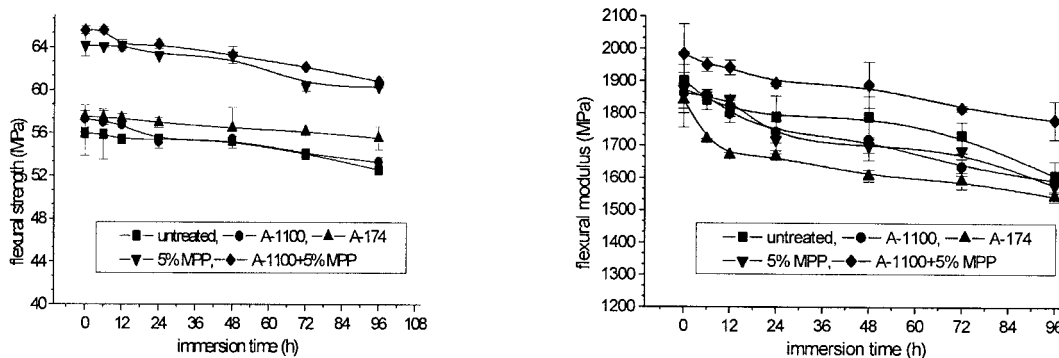 flexural strength (MPa)
64
60
56
52
48
44
40
untreated, A-1100, A-174
5% MPP, A-1100+5% MPP
0 12 24 36 48 60 72 84 96 108
immersion time (h)
flexural modulus (MPa)
2100
2000
1900
1800
1700
1600
1500
1400
1300
1200
untreated, A-1100, A-174
5% MPP, A-1100+5% MPP
0 12 24 36 48 60 72 84 96
immersion time (h)